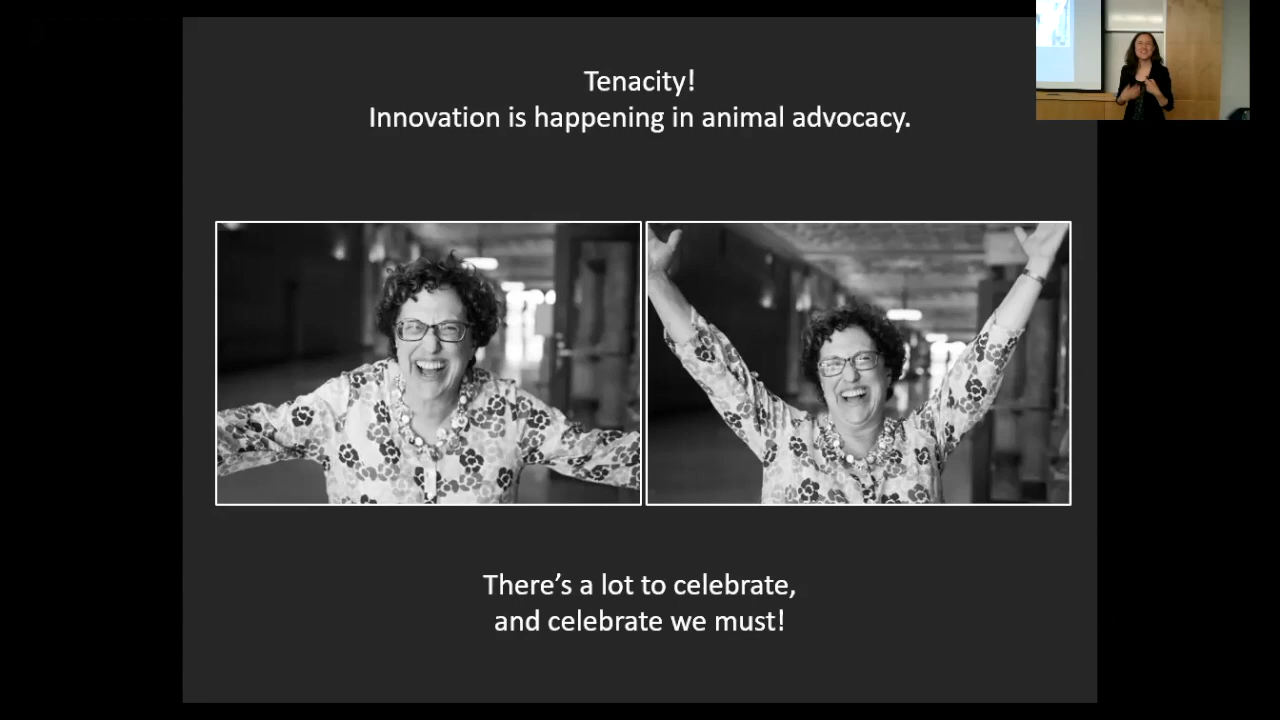 Tenacity!
Innovation is happening in animal advocacy.
There's a lot to celebrate,
and celebrate we must!